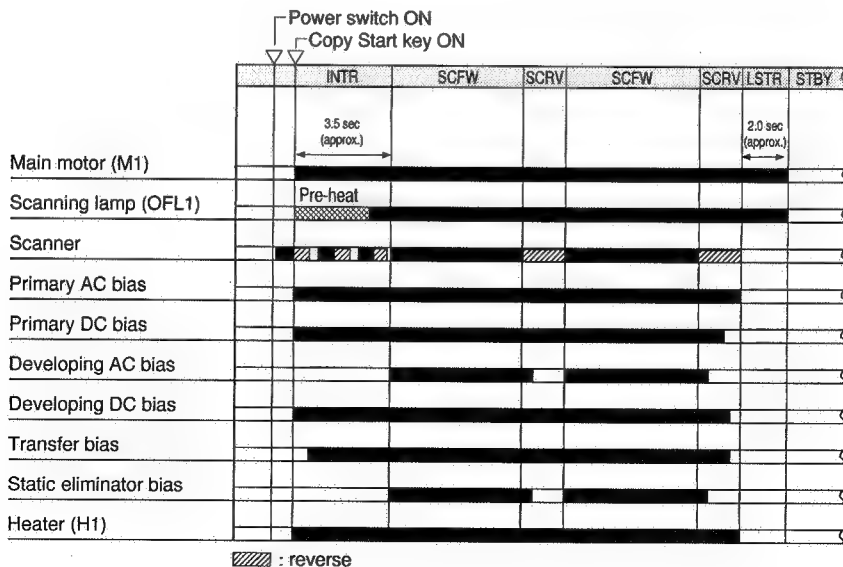 Power switch ON
Copy Start key ON
INTR SCFW SCRV SCFW SCRV LSTR STBY
3.5 sec (approx.)
2.0 sec (approx.)
Main motor (M1)
Pre-heat
Scanning lamp (OFL1)
Scanner
Primary AC bias
Primary DC bias
Developing AC bias
Developing DC bias
Transfer bias
Static eliminator bias
Heater (H1)
: reverse